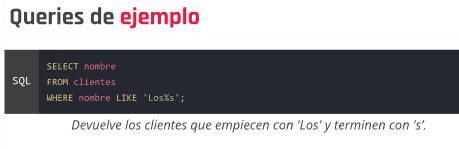 Queries de ejemplo
SQL
SELECT nombre
FROM clientes
WHERE nombre LIKE 'Los%s';
Devuelve los clientes que empiecen con 'Los' y terminen con 's'.